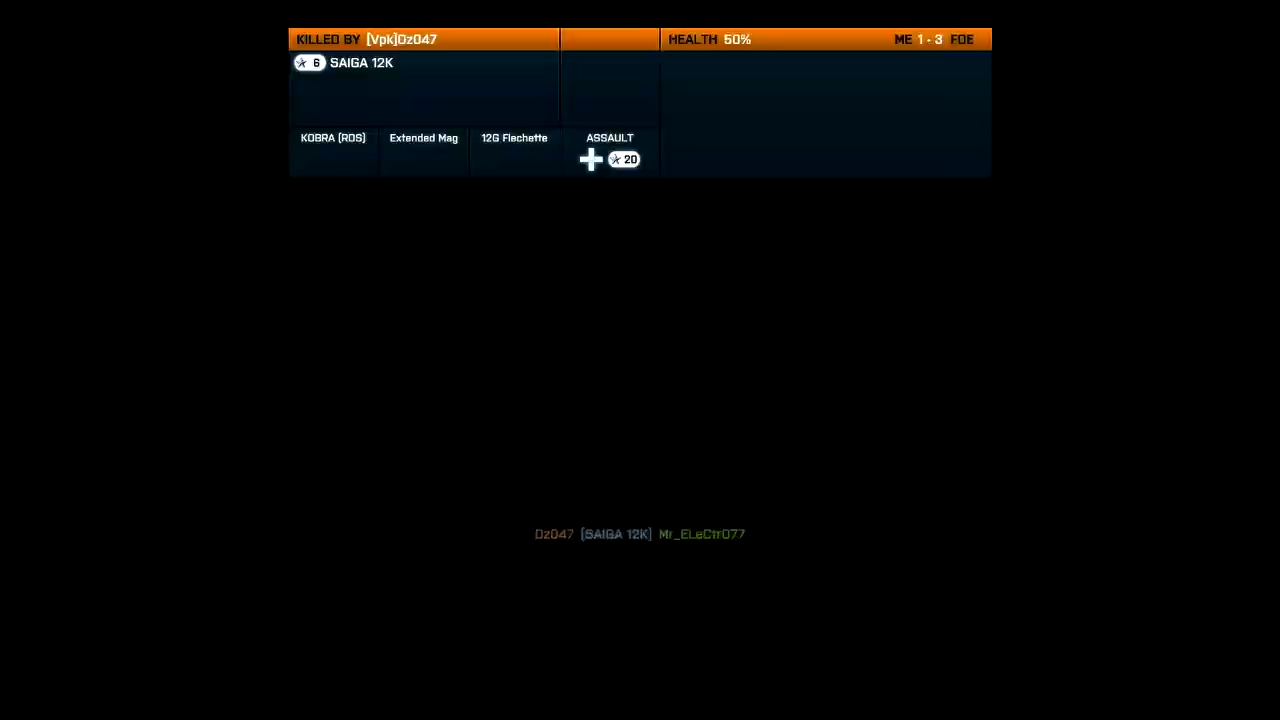 KILLED BY [Vpk]Dz047 HEALTH 50% ME 1 - 3 FOE
6 SAIGA 12K
KOBRA (RDS) Extended Mag 12G Flechette ASSAULT
20
Dz047 [SAIGA 12K] Mr_ELeCtrO77